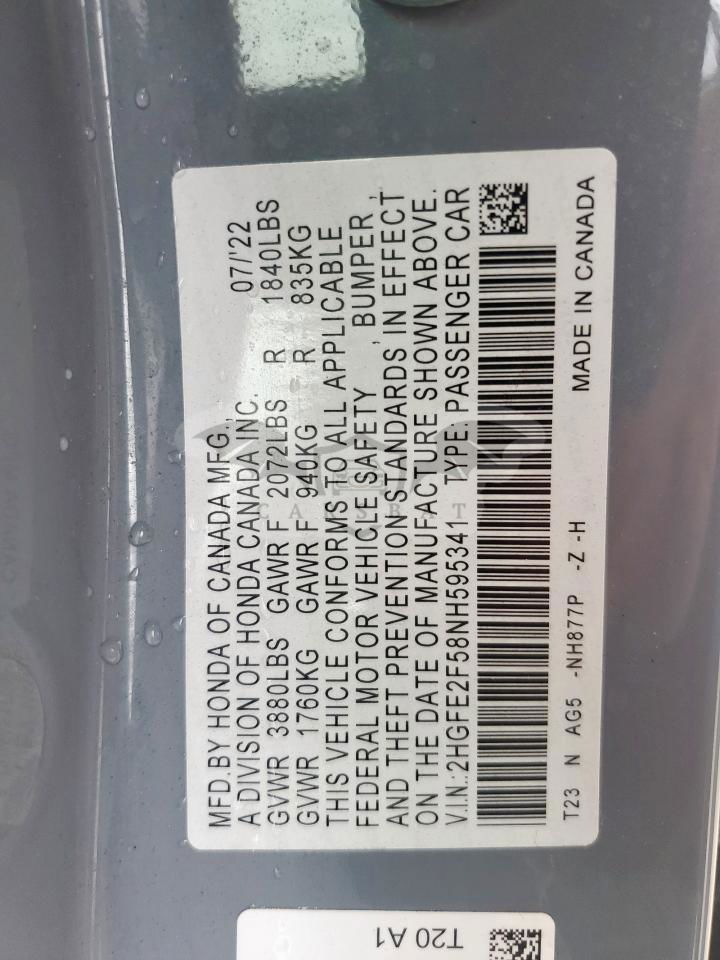 MFD.BY HONDA OF CANADA MFG.,
A DIVISION OF HONDA CANADA INC. 07/'22
GVWR 3880LBS GAWR F 2072LBS R 1840LBS
GVWR 1760KG GAWR F 940KG R 835KG
THIS VEHICLE CONFORMS TO ALL APPLICABLE
FEDERAL MOTOR VEHICLE SAFETY , BUMPER ,
AND THEFT PREVENTION STANDARDS IN EFFECT
ON THE DATE OF MANUFACTURE SHOWN ABOVE.
V.I.N.:2HGFE2F58NH595341 TYPE:PASSENGER CAR
T23 N AG5 -NH877P -Z -H MADE IN CANADA
T20 A1